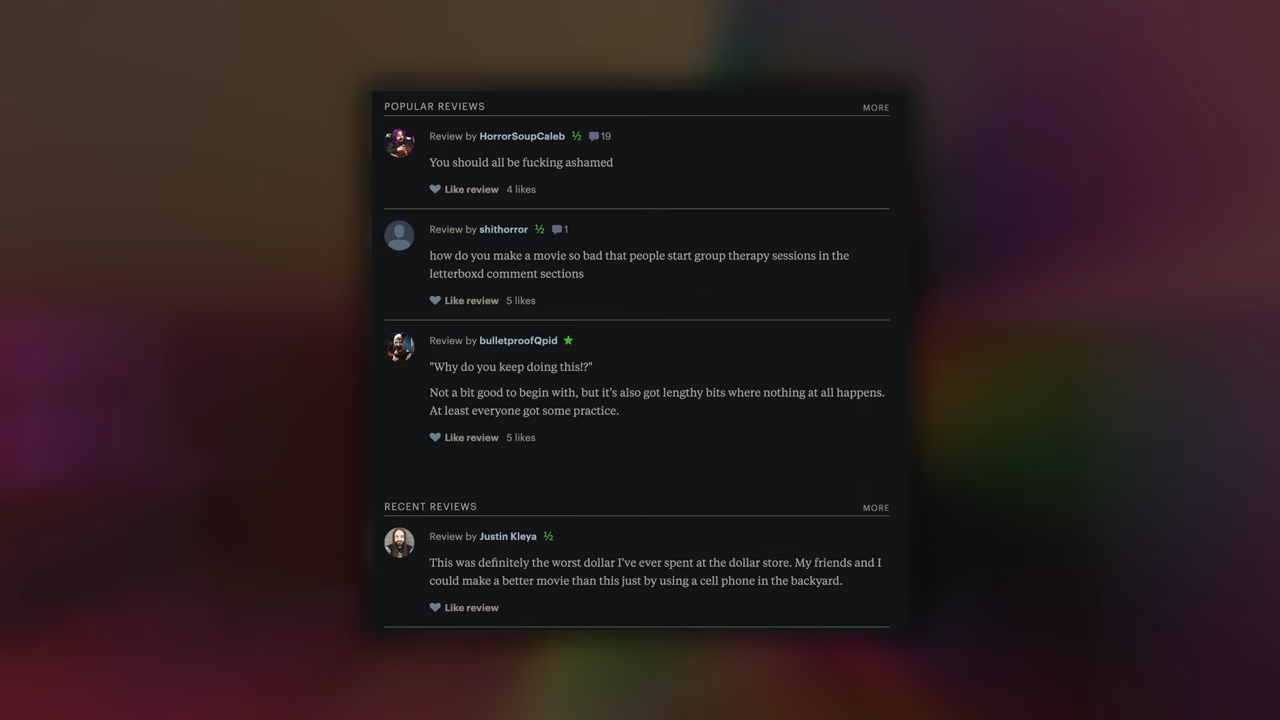 POPULAR REVIEWS
MORE
Review by HorrorSoupCaleb ½ 19
You should all be fucking ashamed
Like review 4 likes
Review by shithorror ½ 1
how do you make a movie so bad that people start group therapy sessions in the
letterboxd comment sections
Like review 5 likes
Review by bulletproofQpid ★
"Why do you keep doing this!?"
Not a bit good to begin with, but it's also got lengthy bits where nothing at all happens.
At least everyone got some practice.
Like review 5 likes
RECENT REVIEWS
MORE
Review by Justin Kleya ½
This was definitely the worst dollar I've ever spent at the dollar store. My friends and I
could make a better movie than this just by using a cell phone in the backyard.
Like review